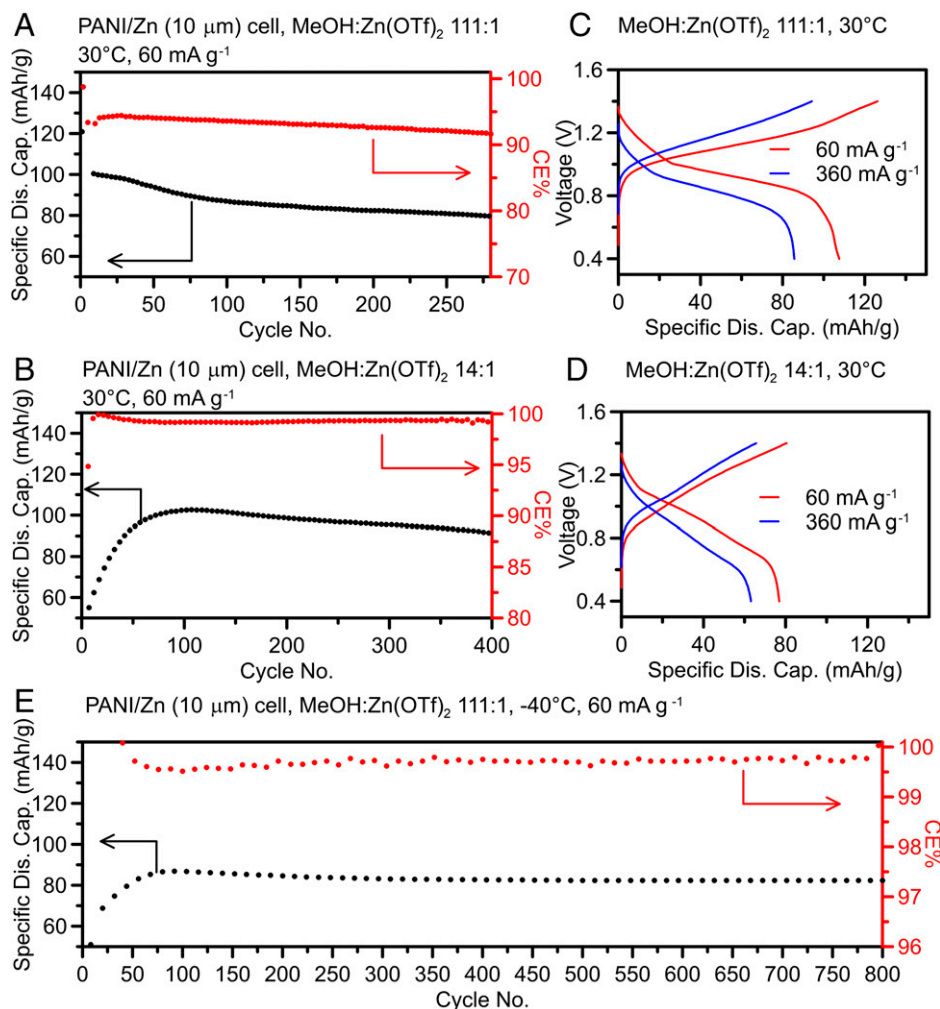 A
PANI/Zn (10 μm) cell, MeOH:Zn(OTf)₂ 111:1
30°C, 60 mA g⁻¹
Specific Dis. Cap. (mAh/g)
140
120
100
80
60
100
90
80
70
CE%
0 50 100 150 200 250
Cycle No.
C
MeOH:Zn(OTf)₂ 111:1, 30°C
Voltage (V)
1.6
1.2
0.8
0.4
60 mA g⁻¹
360 mA g⁻¹
0 40 80 120
Specific Dis. Cap. (mAh/g)
B
PANI/Zn (10 μm) cell, MeOH:Zn(OTf)₂ 14:1
30°C, 60 mA g⁻¹
Specific Dis. Cap. (mAh/g)
140
120
100
80
60
100
95
90
85
80
CE%
0 100 200 300 400
Cycle No.
D
MeOH:Zn(OTf)₂ 14:1, 30°C
Voltage (V)
1.6
1.2
0.8
0.4
60 mA g⁻¹
360 mA g⁻¹
0 40 80 120
Specific Dis. Cap. (mAh/g)
E
PANI/Zn (10 μm) cell, MeOH:Zn(OTf)₂ 111:1, -40°C, 60 mA g⁻¹
Specific Dis. Cap. (mAh/g)
140
120
100
80
60
100
99
97
97
96
CE%
0 50 100 150 200 250 300 350 400 450 500 550 600 650 700 750 800
Cycle No.